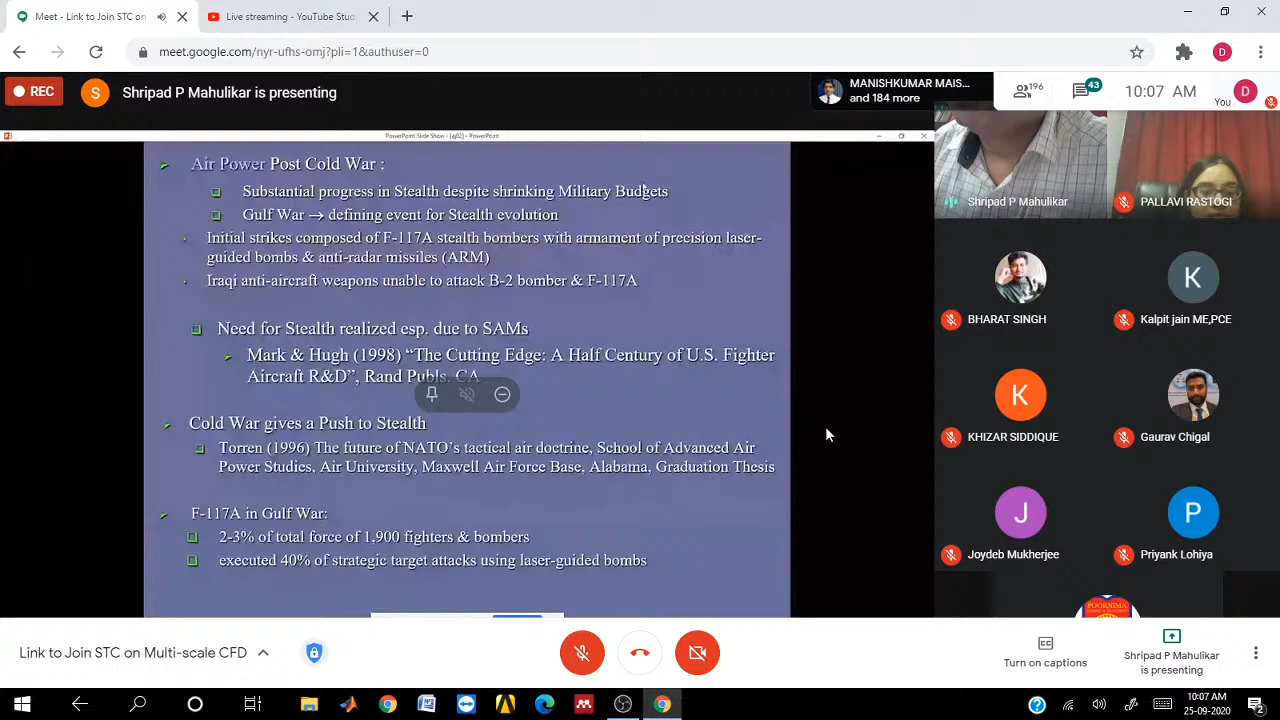 Meet - Link to Join STC on
Live streaming - YouTube Stud
meet.google.com/nyr-ufhs-omj?pli=1&authuser=0
D
REC
S
Shripad P Mahulikar is presenting
MANISHKUMAR MAIS...
and 184 more
196
43
10:07 AM
You
D
PowerPoint Slide Show - [q02] - PowerPoint
Air Power Post Cold War :
Substantial progress in Stealth despite shrinking Military Budgets
Gulf War → defining event for Stealth evolution
Initial strikes composed of F-117A stealth bombers with armament of precision laser-
guided bombs & anti-radar missiles (ARM)
Iraqi anti-aircraft weapons unable to attack B-2 bomber & F-117A
Need for Stealth realized esp. due to SAMs
Mark & Hugh (1998) “The Cutting Edge: A Half Century of U.S. Fighter
Aircraft R&D”, Rand Publs. CA
Cold War gives a Push to Stealth
Torren (1996) The future of NATO’s tactical air doctrine, School of Advanced Air
Power Studies, Air University, Maxwell Air Force Base, Alabama, Graduation Thesis
F-117A in Gulf War:
2-3% of total force of 1,900 fighters & bombers
executed 40% of strategic target attacks using laser-guided bombs
Shripad P Mahulikar
PALLAVI RASTOGI
BHARAT SINGH
K
Kalpit jain ME,PCE
K
KHIZAR SIDDIQUE
Gaurav Chigal
J
Joydeb Mukherjee
P
Priyank Lohiya
POORNIMA
Link to Join STC on Multi-scale CFD
Turn on captions
Shripad P Mahulikar
is presenting
10:07 AM
25-09-2020
2